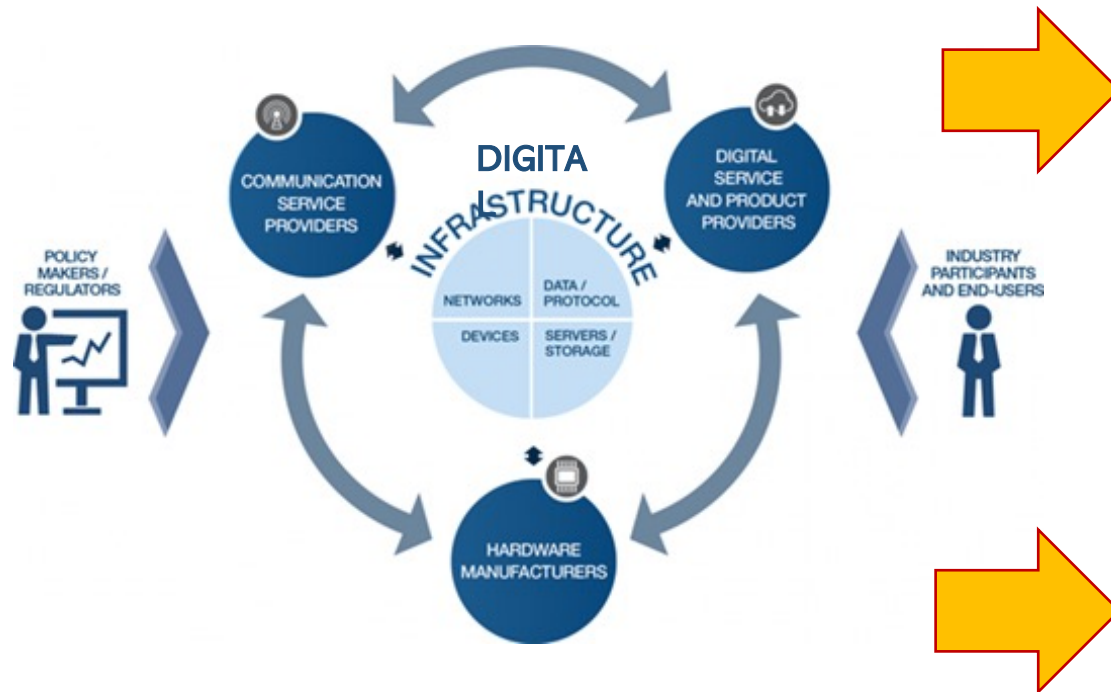 DIGITA
L
INFRASTRUCTURE
COMMUNICATION
SERVICE
PROVIDERS
DIGITAL
SERVICE
AND PRODUCT
PROVIDERS
POLICY
MAKERS /
REGULATORS
NETWORKS
DATA /
PROTOCOL
DEVICES
SERVERS /
STORAGE
INDUSTRY
PARTICIPANTS
AND END-USERS
HARDWARE
MANUFACTURERS